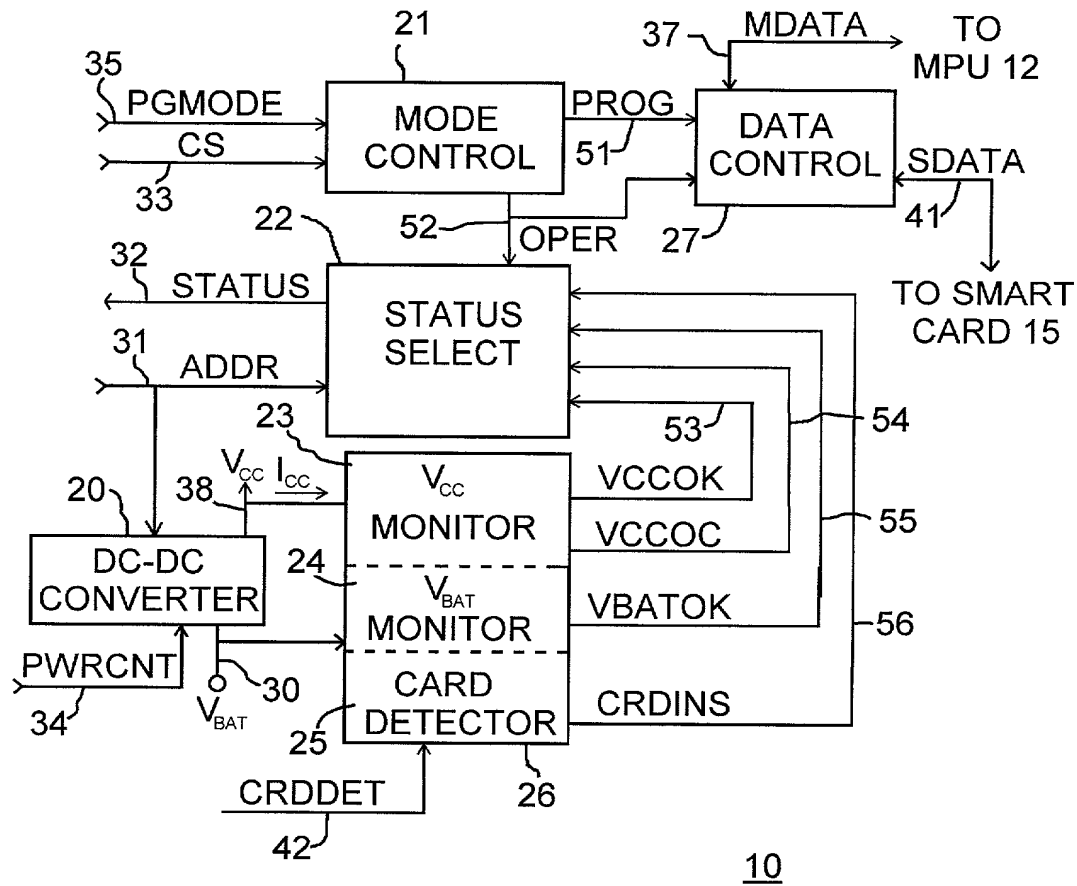 21
37
MDATA
TO
MPU 12
35
PGMODE
MODE
CONTROL
PROG
51
DATA
CONTROL
CS
33
SDATA
41
52
OPER
27
22
32
STATUS
STATUS
SELECT
TO SMART
CARD 15
31
ADDR
53
54
23
VCC
ICC
VCC
MONITOR
VCCOK
20
38
VCCOC
55
DC-DC
CONVERTER
24
VBAT
MONITOR
VBATOK
56
PWRCNT
34
30
VBAT
CARD
DETECTOR
25
CRDINS
CRDDET
42
26
10